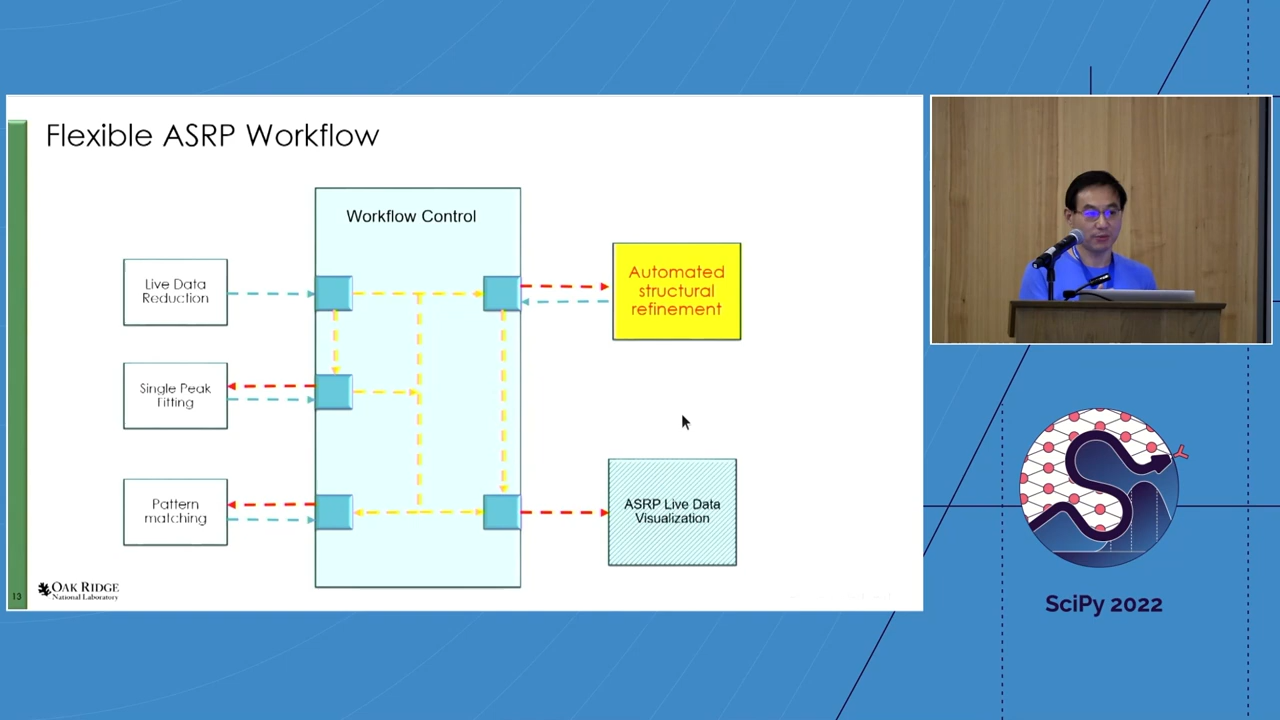 Flexible ASRP Workflow
Workflow Control
Live Data
Reduction
Automated
structural
refinement
Single Peak
Fitting
Pattern
matching
ASRP Live Data
Visualization
13
OAK RIDGE
National Laboratory
SciPy 2022